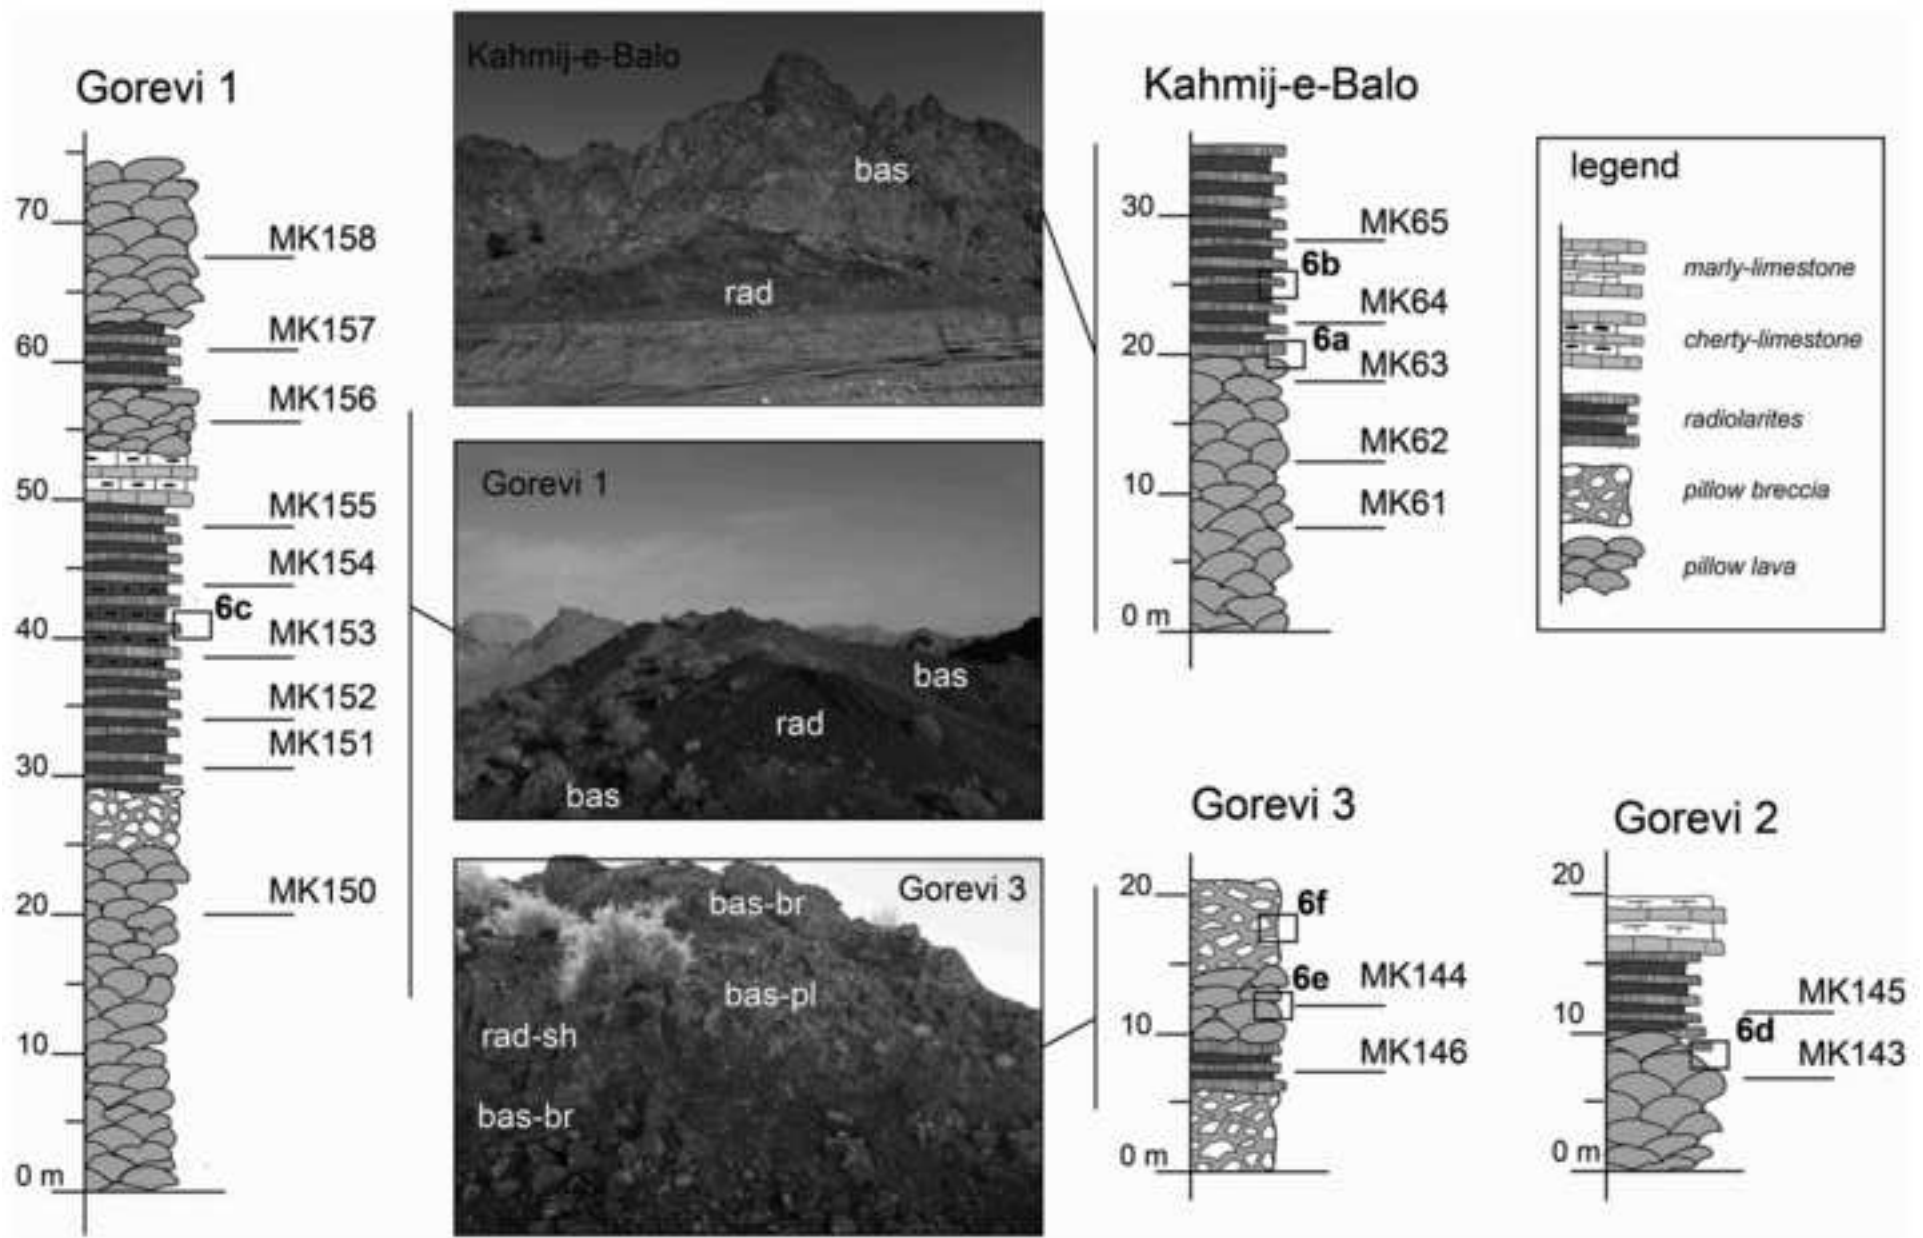 Gorevi 1
70
60
50
40
30
20
10
0 m
MK158
MK157
MK156
MK155
MK154
6c
MK153
MK152
MK151
MK150
Kahmij-e-Balo
bas
rad
Gorevi 1
bas
rad
bas
Gorevi 3
bas-br
bas-pl
rad-sh
bas-br
Kahmij-e-Balo
30
20
10
0 m
MK65
6b
MK64
6a
MK63
MK62
MK61
legend
marly-limestone
cherty-limestone
radiolarites
pillow breccia
pillow lava
Gorevi 3
20
10
0 m
6f
6e
MK144
MK146
Gorevi 2
20
10
0 m
MK145
6d
MK143